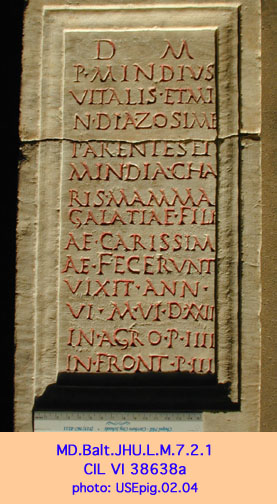 D M
P·MINDIVS
VITALIS·ET MI
NDIA ZOSIME
PARENTES ET
MINDIA·CHA
RIS·MAMMA
GALATIAE·FILI
AE·CARISSIM
AE·FECERVNT
VIXIT·ANN·
VI·M·VI·D·XXII
IN·AGRO·P·IIII
IN·FRONT·P·III
MD.Balt.JHU.L.M.7.2.1
CIL VI 38638a
photo: USEpig.02.04